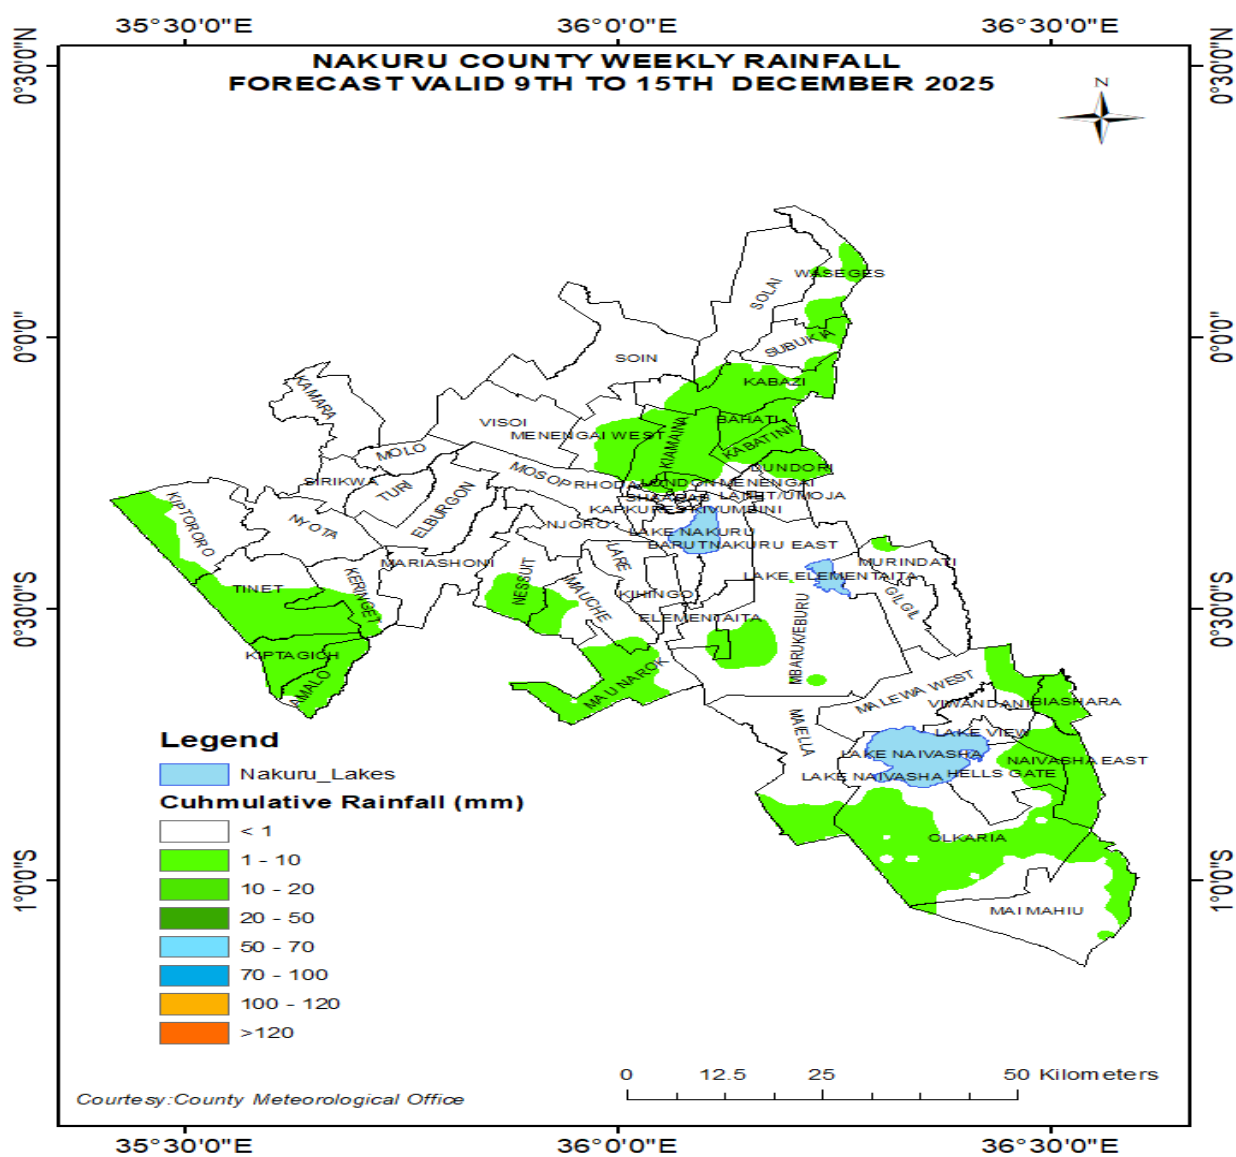 35°30'0"E 36°0'0"E 36°30'0"E
NAKURU COUNTY WEEKLY RAINFALL
FORECAST VALID 9TH TO 15TH DECEMBER 2025
N
0°30'0"N 0°30'0"N
WASEGES
SOLAI
0°0'0" 0°0'0"
SUBUKIA
SOIN
KABAZI
KAMARA
VISOI
BAHATI
MENENGAI WEST
KIAMAINA
KABATINI
MOLO
DUNDORI
MOSOP
RHODA
LONDON
MENENGAI
SIRIKWA
TURI
SHAABAB
LANET/UMOJA
KAPKURES
KIVUMBINI
KIPTORORO
NYOTA
ELBURGON
NJORO
LAKE NAKURU
BARUT
NAKURU EAST
LARE
MARIASHONI
MURINDATI
LAKE ELEMENTAITA
TINET
KERINGET
NESSUIT
MAUCHE
KIHINGO
GILGIL
0°30'0"S 0°30'0"S
ELEMENTAITA
MBARUK/EBURU
KIPTAGICH
AMALO
MAU NAROK
MALEWA WEST
VIWANDANI
BIASHARA
MAIELLA
LAKE VIEW
LAKE NAIVASHA
NAIVASHA EAST
LAKE NAIVASHA
HELLS GATE
OLKARIA
1°0'0"S 1°0'0"S
MAI MAHIU
Legend
Nakuru_Lakes
Cuhmulative Rainfall (mm)
< 1
1 - 10
10 - 20
20 - 50
50 - 70
70 - 100
100 - 120
>120
0 12.5 25 50 Kilometers
Courtesy:County Meteorological Office
35°30'0"E 36°0'0"E 36°30'0"E